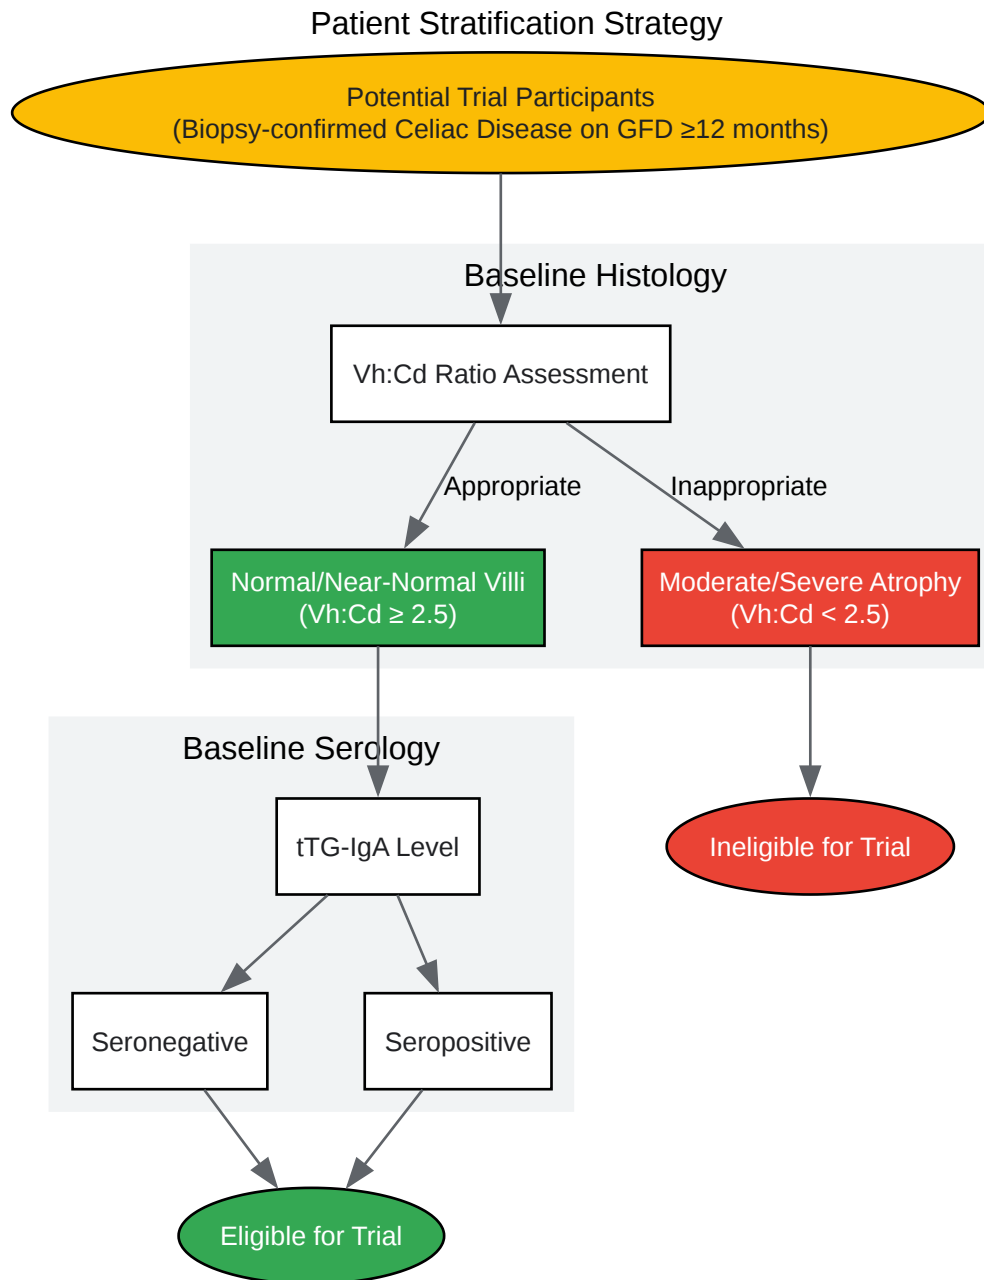 Patient Stratification Strategy
Potential Trial Participants
(Biopsy-confirmed Celiac Disease on GFD ≥12 months)
Baseline Histology
Vh:Cd Ratio Assessment
Appropriate
Inappropriate
Normal/Near-Normal Villi
(Vh:Cd ≥ 2.5)
Moderate/Severe Atrophy
(Vh:Cd < 2.5)
Baseline Serology
tTG-IgA Level
Ineligible for Trial
Seronegative
Seropositive
Eligible for Trial